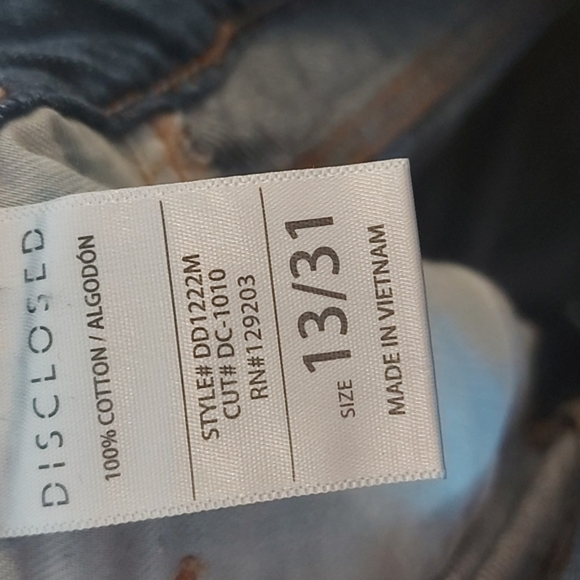 DISCLOSED
100% COTTON / ALGODÓN
STYLE# DD1222M
CUT# DC-1010
RN#129203
SIZE 13/31
MADE IN VIETNAM